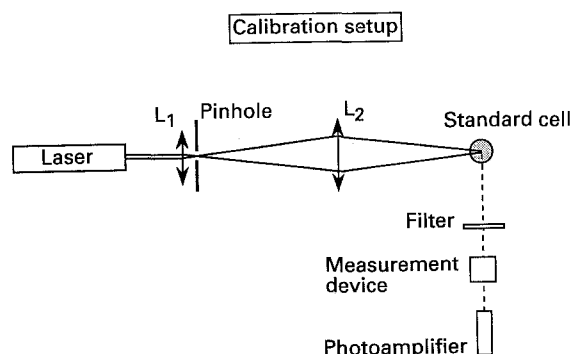 Calibration setup
L1
Pinhole
L2
Standard cell
Laser
Filter
Measurement
device
Photoamplifier